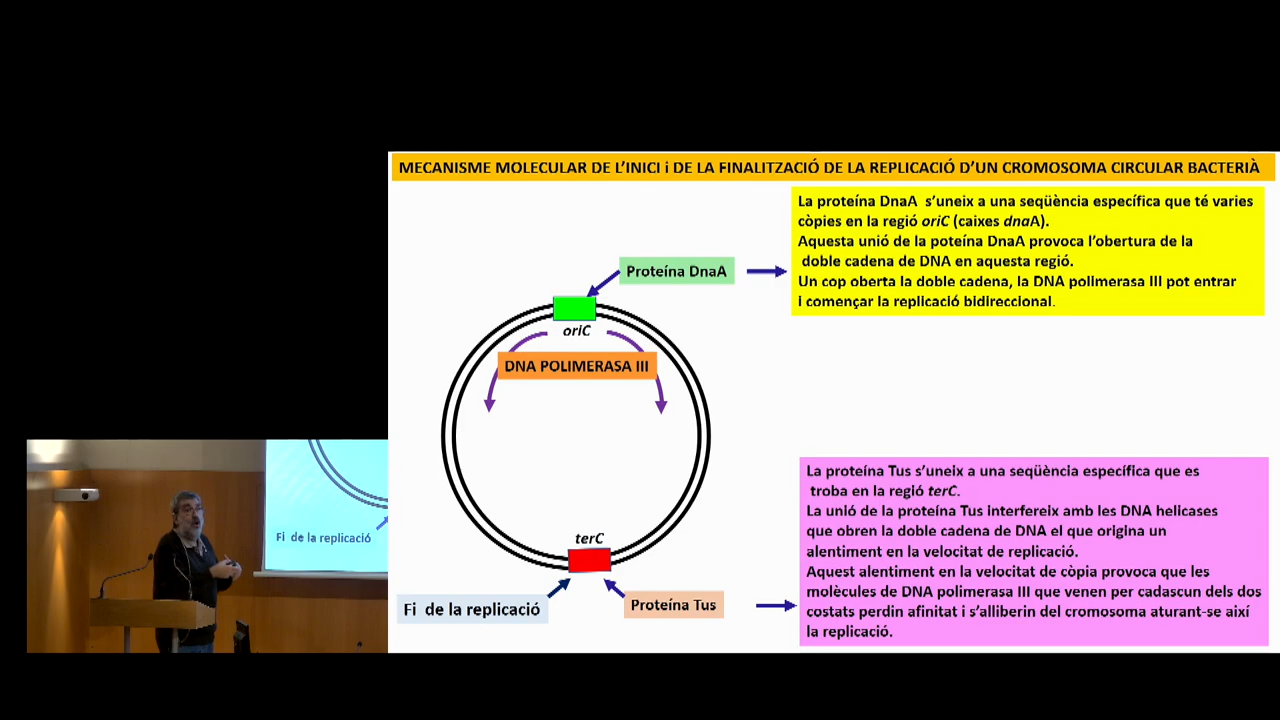 MECANISME MOLECULAR DE L'INICI i DE LA FINALITZACIÓ DE LA REPLICACIÓ D'UN CROMOSOMA CIRCULAR BACTERIÀ
La proteína DnaA s'uneix a una seqüència específica que té varies
còpies en la regió oriC (caixes dnaA).
Aquesta unió de la poteína DnaA provoca l'obertura de la
doble cadena de DNA en aquesta regió.
Un cop oberta la doble cadena, la DNA polimerasa III pot entrar
i començar la replicació bidireccional.
Proteína DnaA
oriC
DNA POLIMERASA III
terC
Fi de la replicació
Proteína Tus
La proteína Tus s'uneix a una seqüència específica que es
troba en la regió terC.
La unió de la proteína Tus interfereix amb les DNA helicases
que obren la doble cadena de DNA el que origina un
alentiment en la velocitat de replicació.
Aquest alentiment en la velocitat de còpia provoca que les
molècules de DNA polimerasa III que venen per cadascun dels dos
costats perdin afinitat i s'alliberin del cromosoma aturant-se així
la replicació.
Fi de la replicació